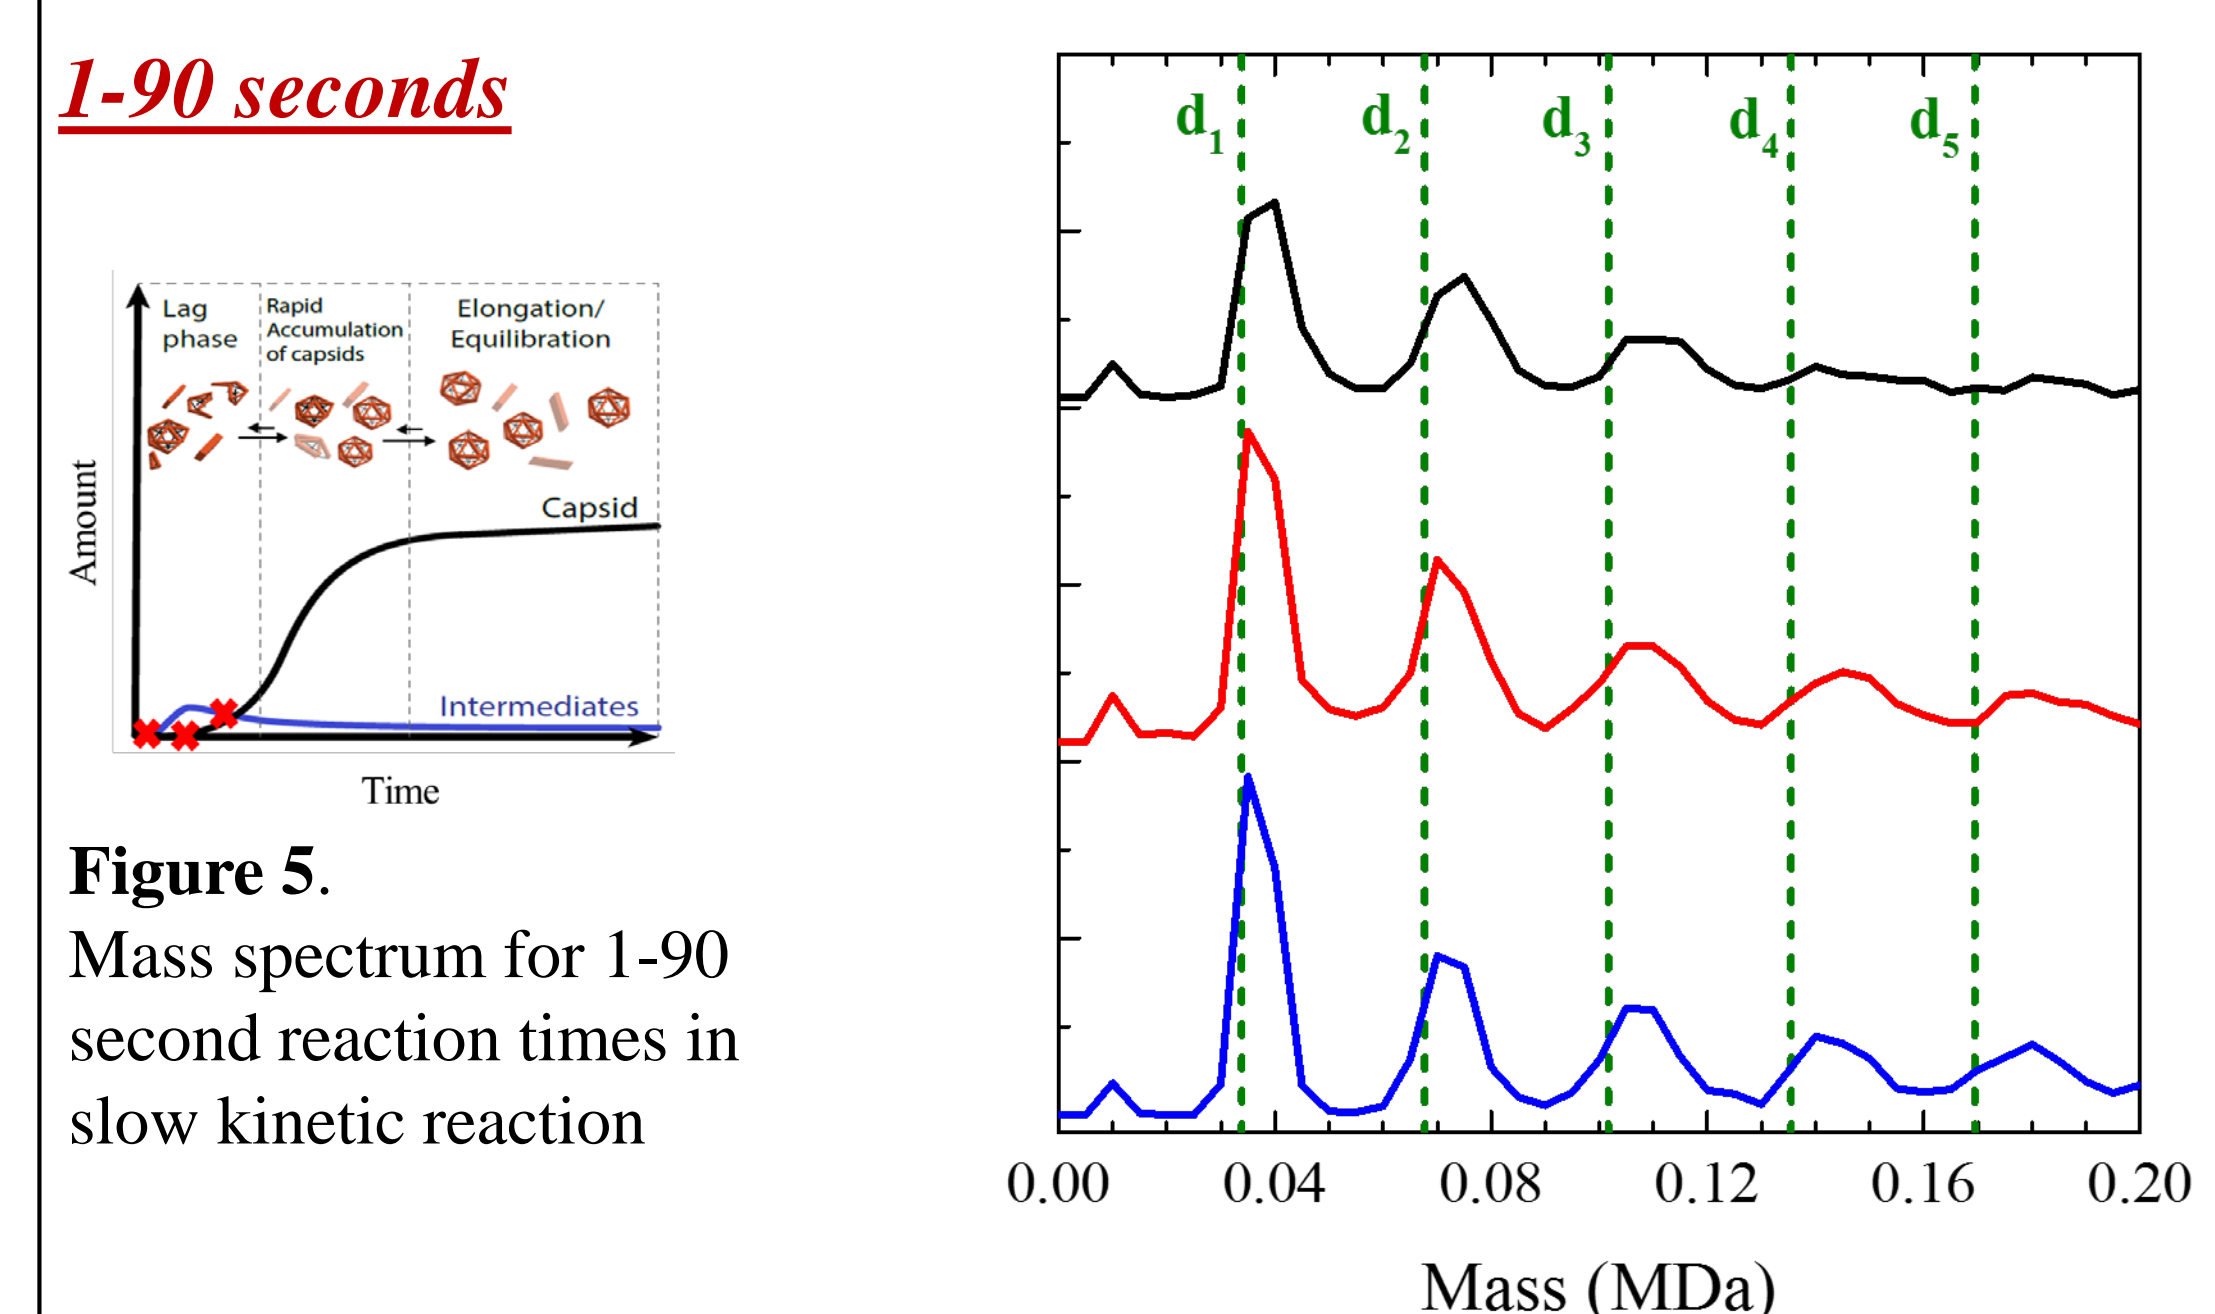 1-90 seconds
Lag
phase
Rapid
Accumulation
of capsids
Elongation/
Equilibration
Capsid
Intermediates
Amount
Time
Figure 5.
Mass spectrum for 1-90
second reaction times in
slow kinetic reaction
d1 d2 d3 d4 d5
0.00 0.04 0.08 0.12 0.16 0.20
Mass (MDa)